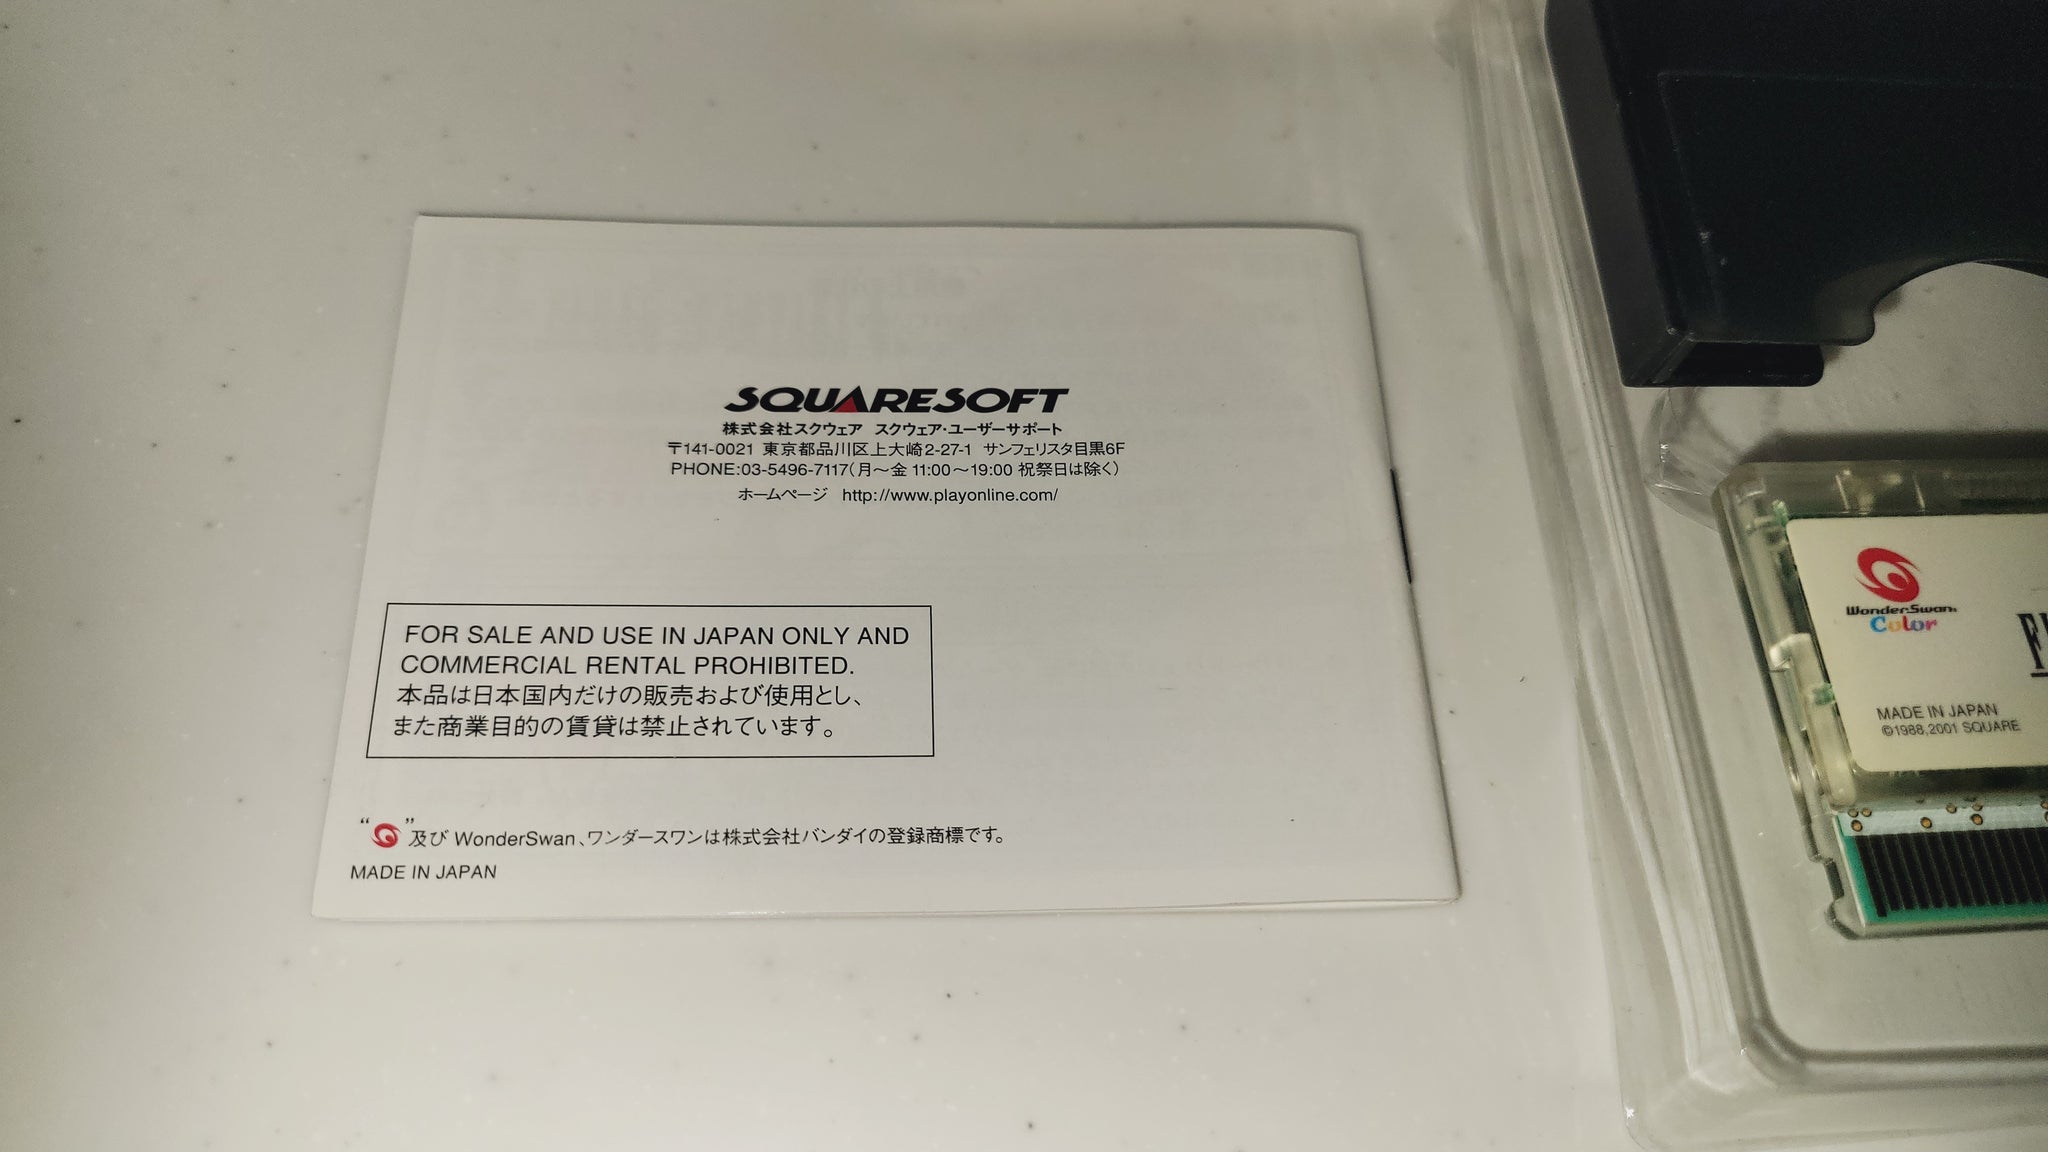 SQUARESOFT
株式会社スクウェア スクウェア・ユーザーサポート
〒141-0021 東京都品川区上大崎2-27-1 サンフェリスタ目黒6F
PHONE:03-5496-7117(月~金 11:00~19:00 祝祭日は除く)
ホームページ http://www.playonline.com/
FOR SALE AND USE IN JAPAN ONLY AND
COMMERCIAL RENTAL PROHIBITED.
本品は日本国内だけの販売および使用とし、
また商業目的の賃貸は禁止されています。
“ ”及び WonderSwan、ワンダースワンは株式会社バンダイの登録商標です。
MADE IN JAPAN
WonderSwan
Color
MADE IN JAPAN
©1988,2001 SQUARE